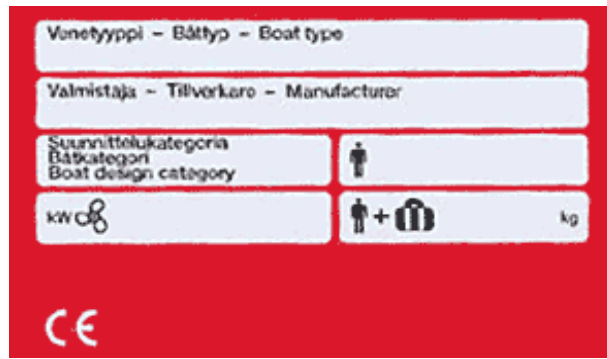 Venetyyppi - Båttyp - Boat type
Valmistaja - Tillverkare - Manufacturer
Suunnittelukategoria
Båtkategori
Boat design category
kW
+ kg
CE